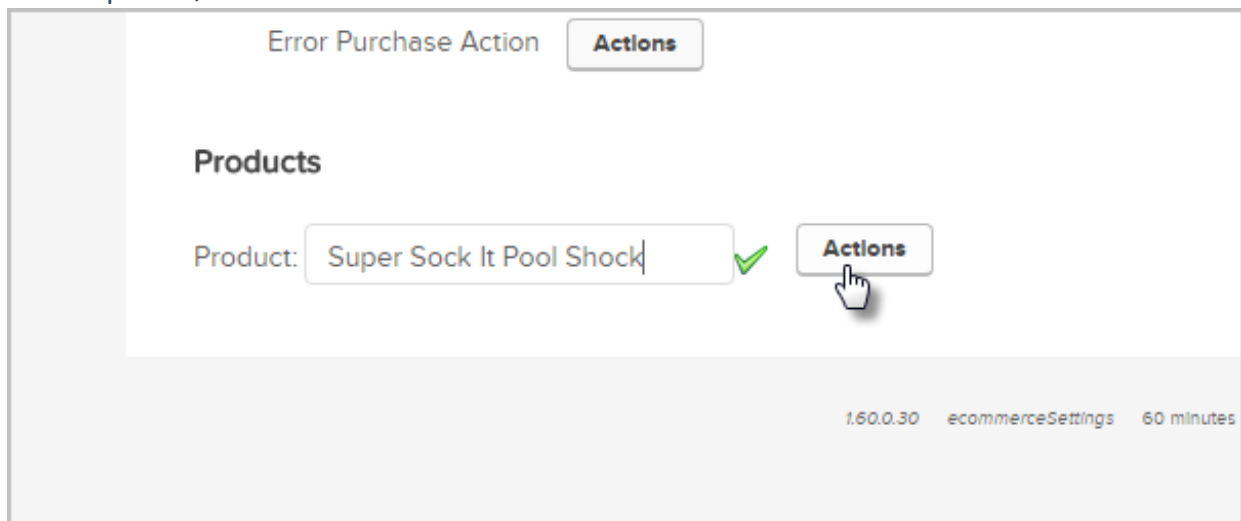 Error Purchase Action Actions
Products
Product: Super Sock It Pool Shock Actions
1.60.0.30 ecommerceSettings 60 minutes